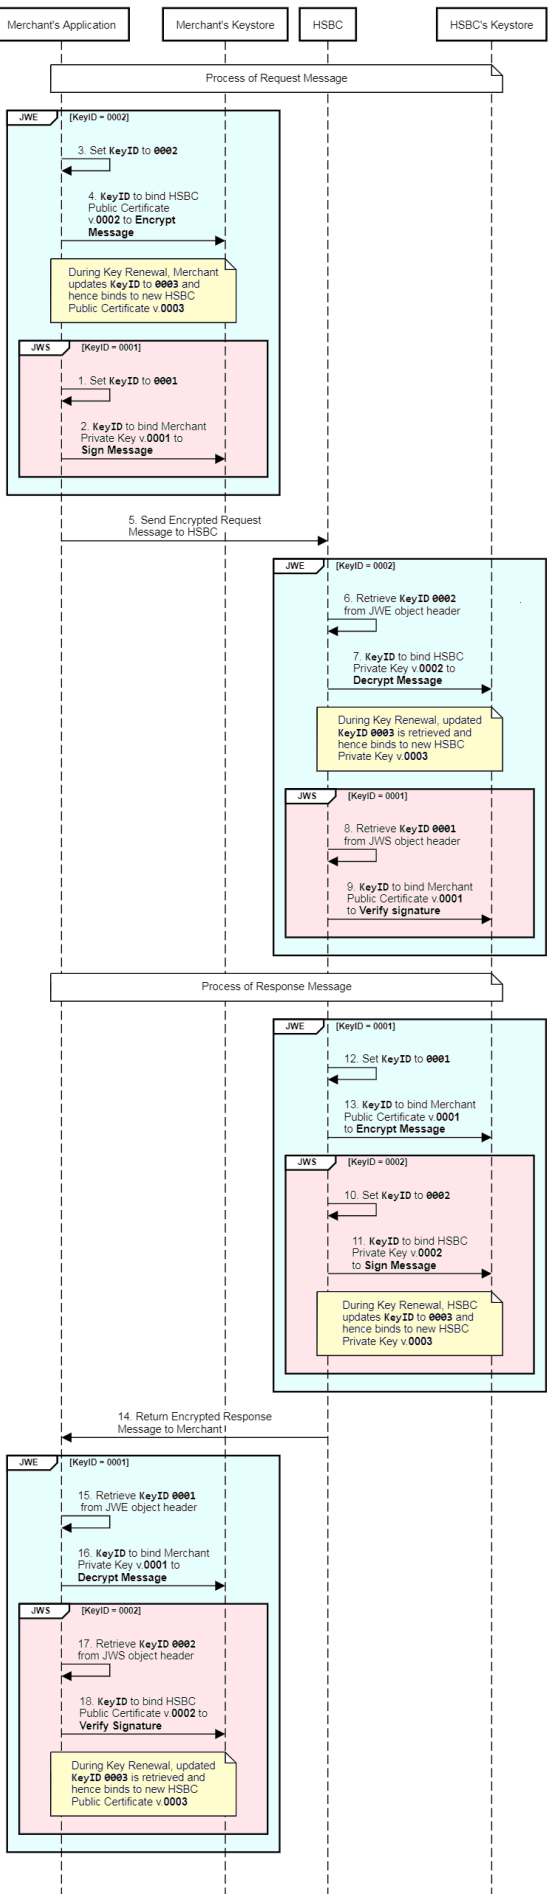 Merchant's Application
Merchant's Keystore
HSBC
HSBC's Keystore
Process of Request Message
JWE
[KeyID = 0002]
3. Set KeyID to 0002
4. KeyID to bind HSBC
Public Certificate
v.0002 to Encrypt
Message
During Key Renewal, Merchant
updates KeyID to 0003 and
hence binds to new HSBC
Public Certificate v.0003
JWS
[KeyID = 0001]
1. Set KeyID to 0001
2. KeyID to bind Merchant
Private Key v.0001 to
Sign Message
5. Send Encrypted Request
Message to HSBC
JWE
[KeyID = 0002]
6. Retrieve KeyID 0002
from JWE object header
7. KeyID to bind HSBC
Private Key v.0002 to
Decrypt Message
During Key Renewal, updated
KeyID 0003 is retrieved and
hence binds to new HSBC
Private Key v.0003
JWS
[KeyID = 0001]
8. Retrieve KeyID 0001
from JWS object header
9. KeyID to bind Merchant
Public Certificate v.0001
to Verify signature
Process of Response Message
JWE
[KeyID = 0001]
12. Set KeyID to 0001
13. KeyID to bind Merchant
Public Certificate v.0001
to Encrypt Message
JWS
[KeyID = 0002]
10. Set KeyID to 0002
11. KeyID to bind HSBC
Private Key v.0002
to Sign Message
During Key Renewal, HSBC
updates KeyID to 0003 and
hence binds to new HSBC
Private Key v.0003
14. Return Encrypted Response
Message to Merchant
JWE
[KeyID = 0001]
15. Retrieve KeyID 0001
from JWE object header
16. KeyID to bind Merchant
Private Key v.0001 to
Decrypt Message
JWS
[KeyID = 0002]
17. Retrieve KeyID 0002
from JWS object header
18. KeyID to bind HSBC
Public Certificate v.0002 to
Verify Signature
During Key Renewal, updated
KeyID 0003 is retrieved and
hence binds to new HSBC
Public Certificate v.0003